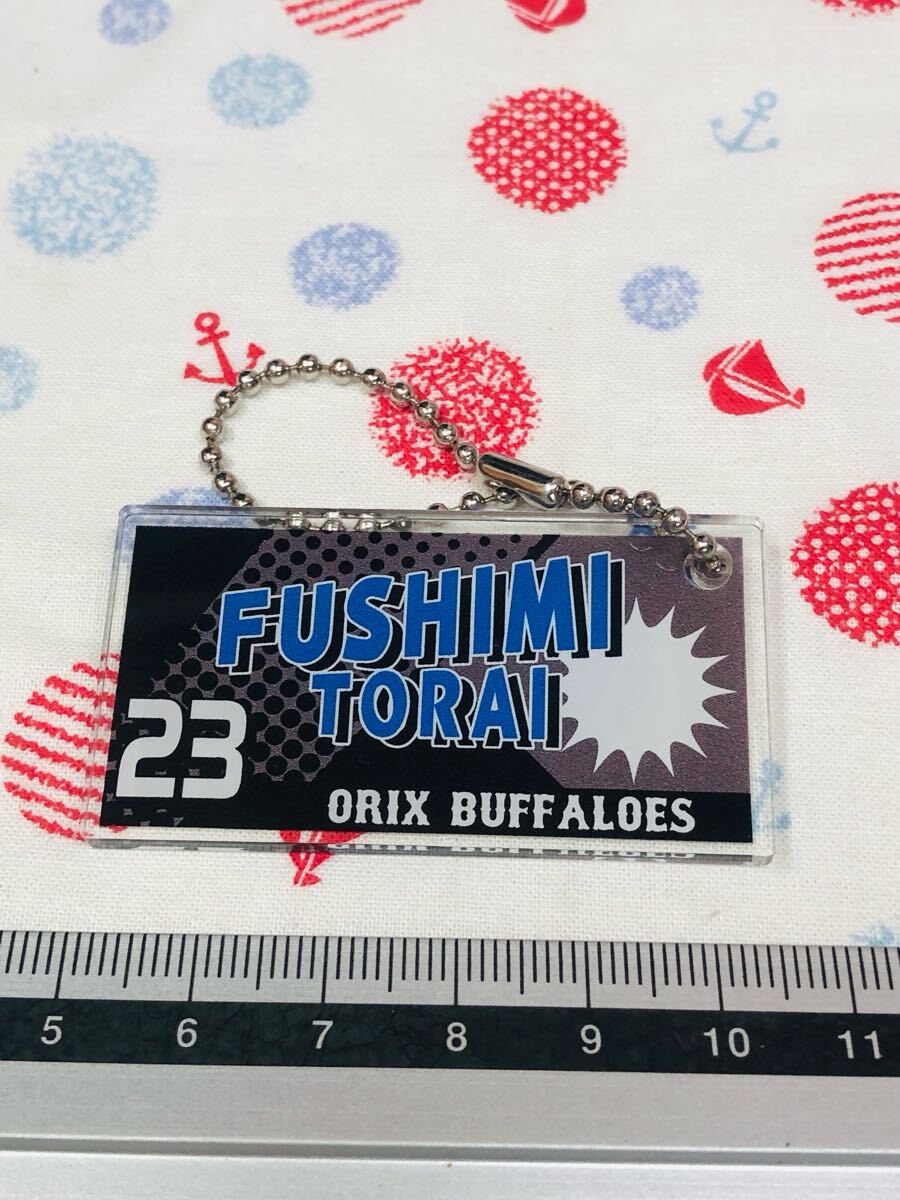 FUSHIMI
TORAI
23
ORIX BUFFALOES
5 6 7 8 9 10 11